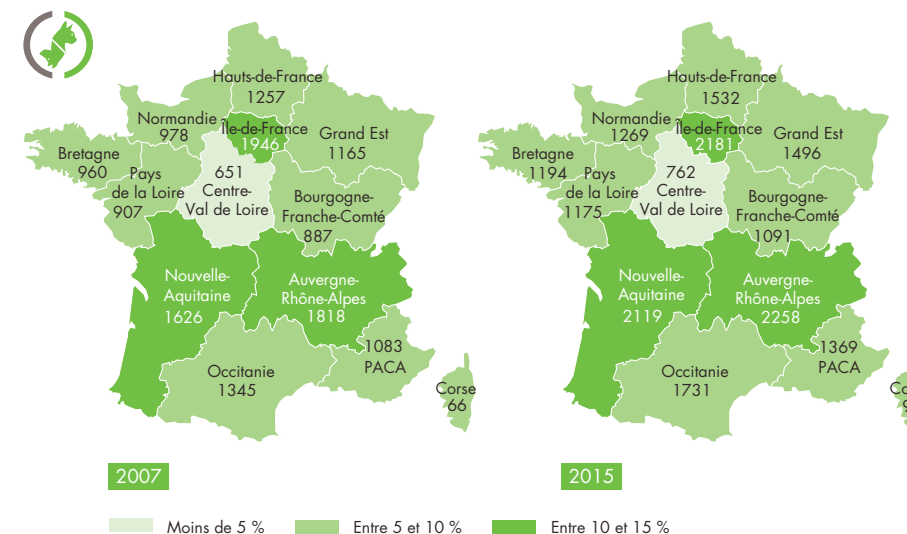 Hauts-de-France
1257
Normandie
978
Île-de-France
1946
Grand Est
1165
Bretagne
960
Pays
de la Loire
907
651
Centre-
Val de Loire
Bourgogne-
Franche-Comté
887
Nouvelle-
Aquitaine
1626
Auvergne-
Rhône-Alpes
1818
1083
PACA
Occitanie
1345
Corse
66
2007
Hauts-de-France
1532
Normandie
1269
Île-de-France
2181
Grand Est
1496
Bretagne
1194
Pays
de la Loire
1175
762
Centre-
Val de Loire
Bourgogne-
Franche-Comté
1091
Nouvelle-
Aquitaine
2119
Auvergne-
Rhône-Alpes
2258
1369
PACA
Occitanie
1731
2015
Moins de 5 %
Entre 5 et 10 %
Entre 10 et 15 %